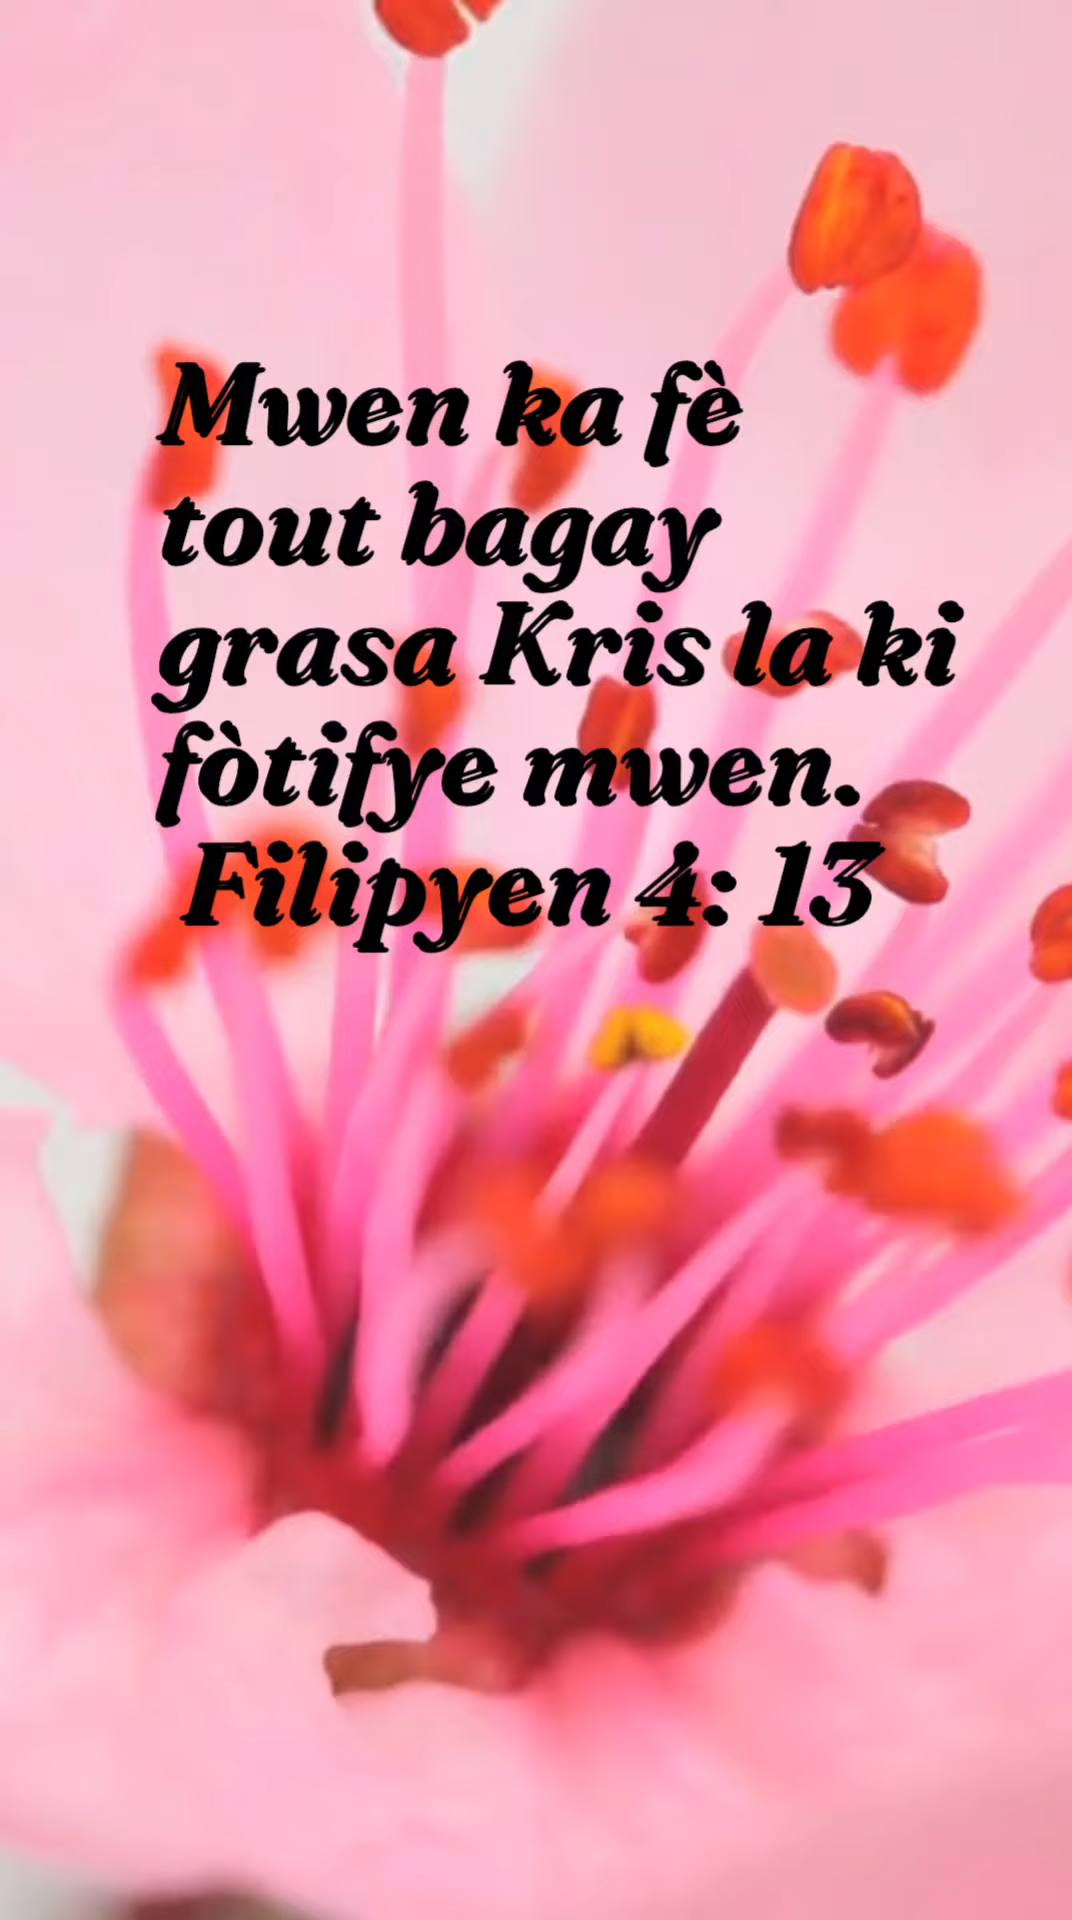 Mwen ka fè
tout bagay
grasa Kris la ki
fòtifye mwen.
Filipyen 4: 13